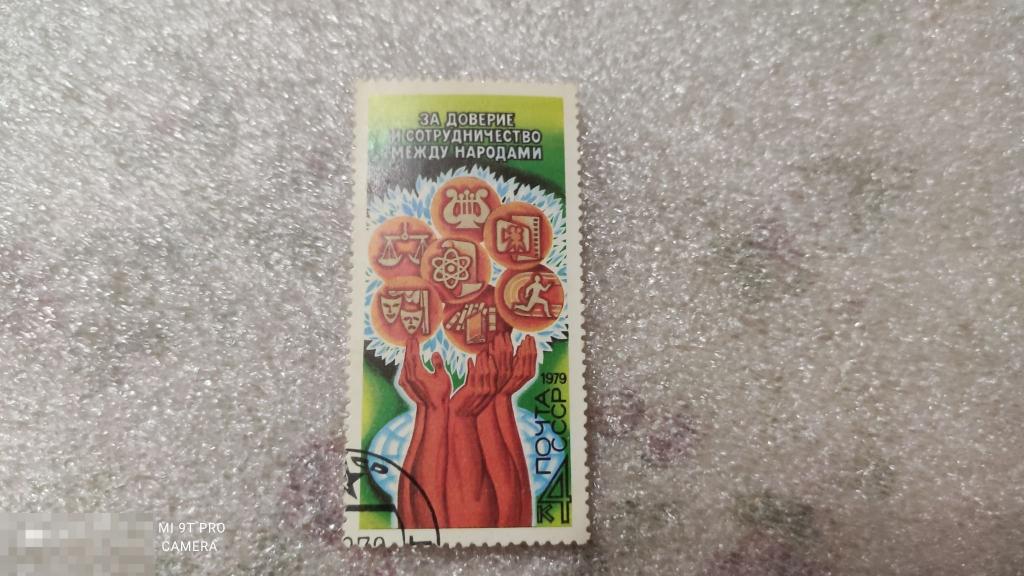 ЗА ДОВЕРИЕ
И СОТРУДНИЧЕСТВО
МЕЖДУ НАРОДАМИ
1979
ПОЧТА
СССР
4
к
MI 9T PRO
CAMERA